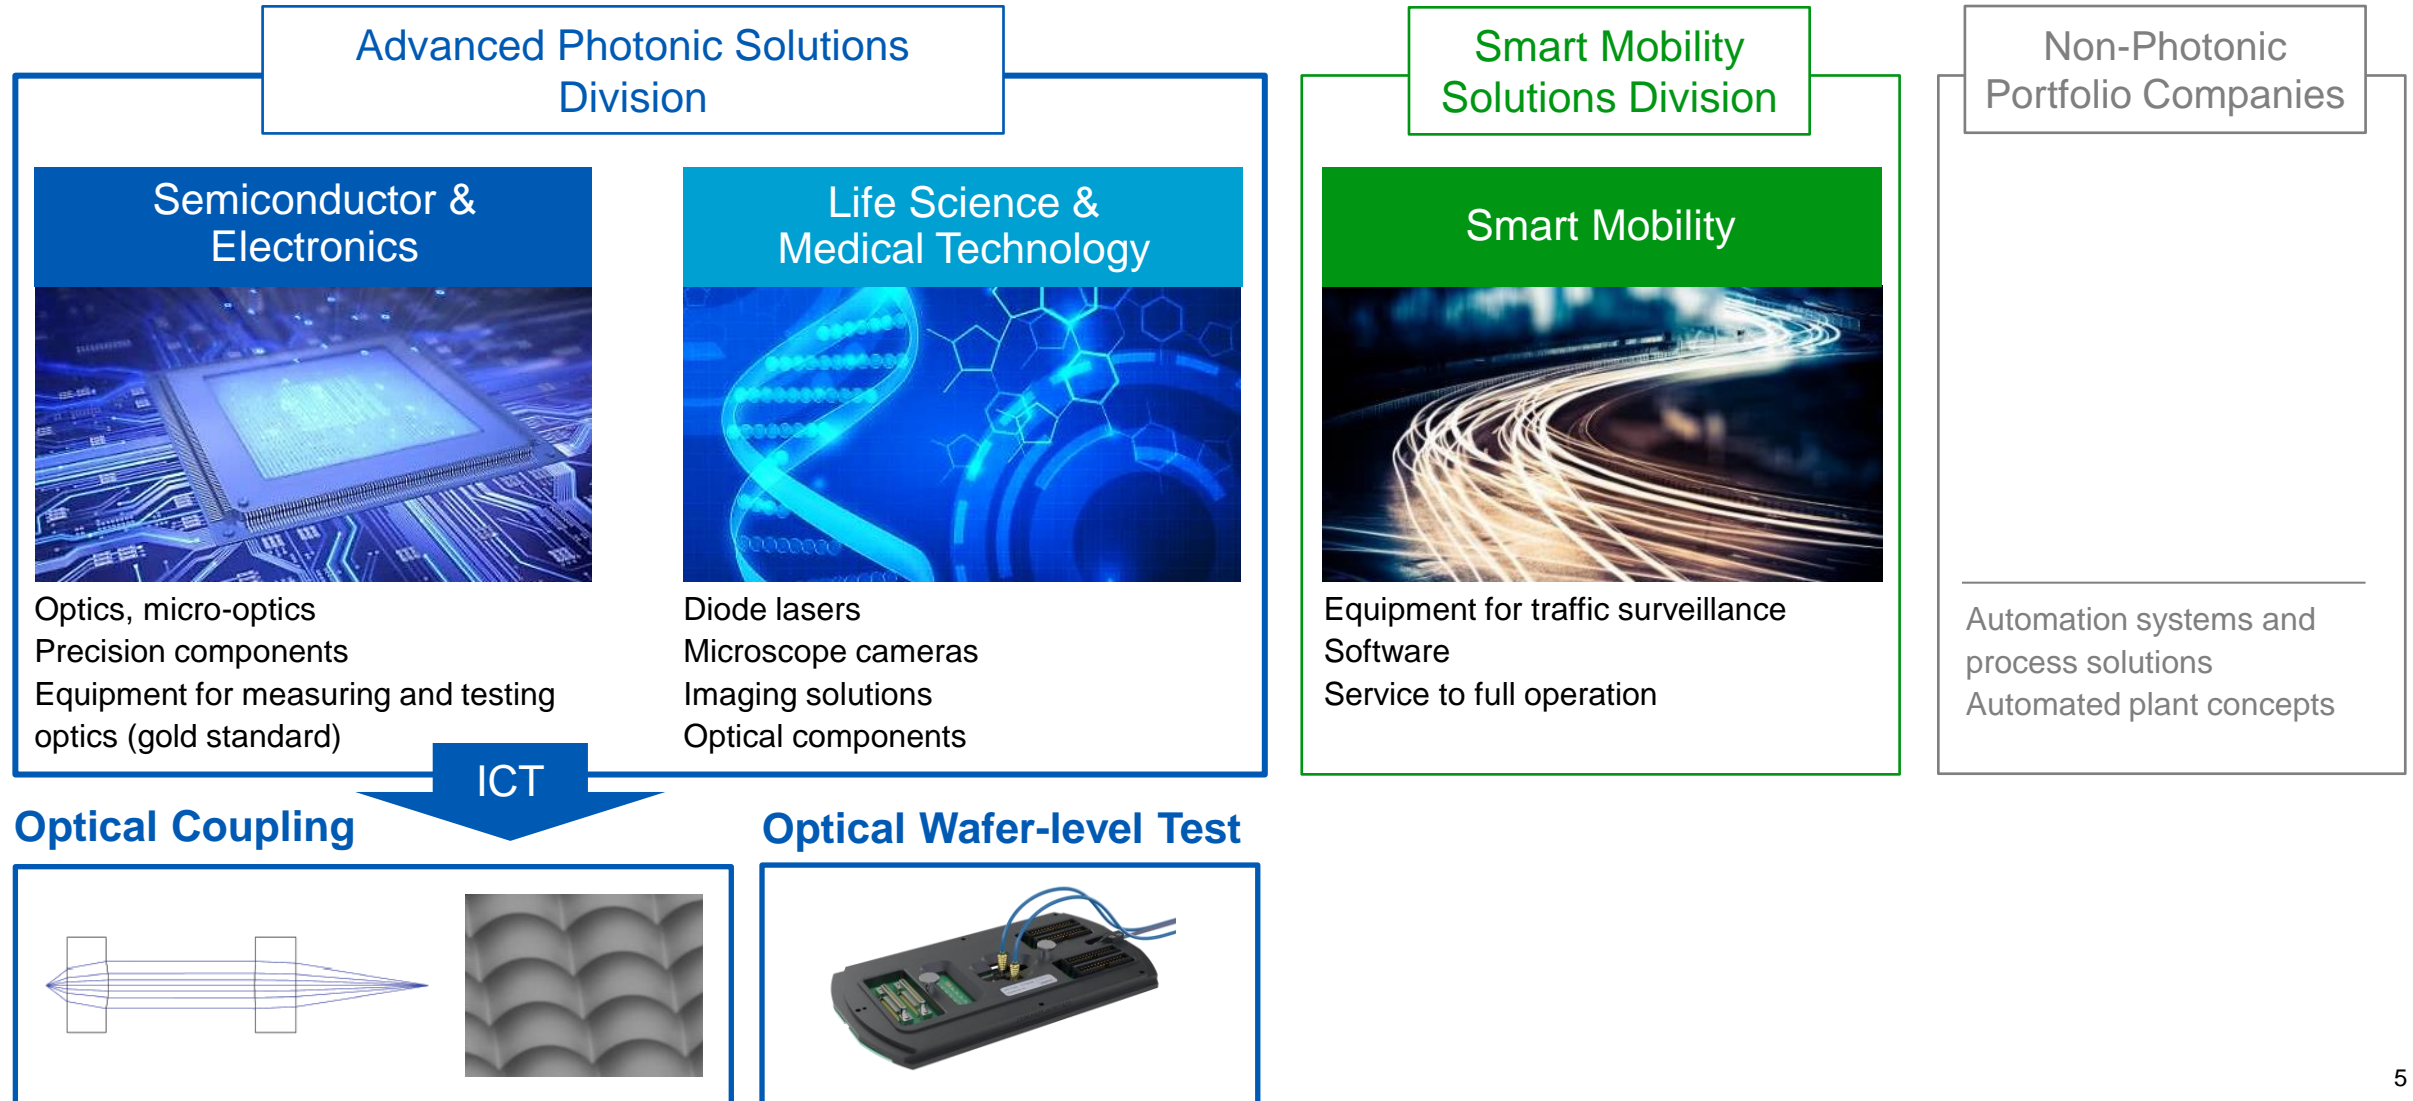 Advanced Photonic Solutions
Division
Semiconductor &
Electronics
Optics, micro-optics
Precision components
Equipment for measuring and testing
optics (gold standard)
Life Science &
Medical Technology
Diode lasers
Microscope cameras
Imaging solutions
Optical components
Smart Mobility
Solutions Division
Smart Mobility
Equipment for traffic surveillance
Software
Service to full operation
Non-Photonic
Portfolio Companies
Automation systems and
process solutions
Automated plant concepts
ICT
Optical Coupling
Optical Wafer-level Test
5